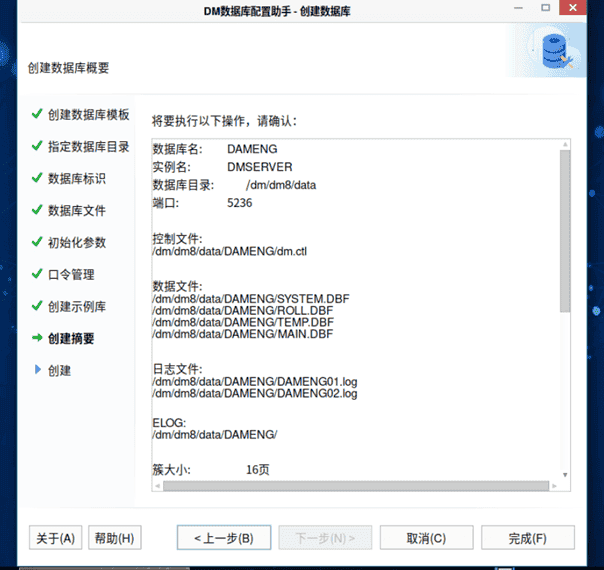 DM数据库配置助手 - 创建数据库
创建数据库概要
创建数据库模板
指定数据库目录
数据库标识
数据库文件
初始化参数
口令管理
创建示例库
创建摘要
创建
将要执行以下操作，请确认：
数据库名: DAMENG
实例名: DMSERVER
数据库目录: /dm/dm8/data
端口: 5236
控制文件:
/dm/dm8/data/DAMENG/dm.ctl
数据文件:
/dm/dm8/data/DAMENG/SYSTEM.DBF
/dm/dm8/data/DAMENG/ROLL.DBF
/dm/dm8/data/DAMENG/TEMP.DBF
/dm/dm8/data/DAMENG/MAIN.DBF
日志文件:
/dm/dm8/data/DAMENG/DAMENG01.log
/dm/dm8/data/DAMENG/DAMENG02.log
ELOG:
/dm/dm8/data/DAMENG/
簇大小: 16页
关于(A) 帮助(H) < 上一步(B) 下一步(N) > 取消(C) 完成(F)